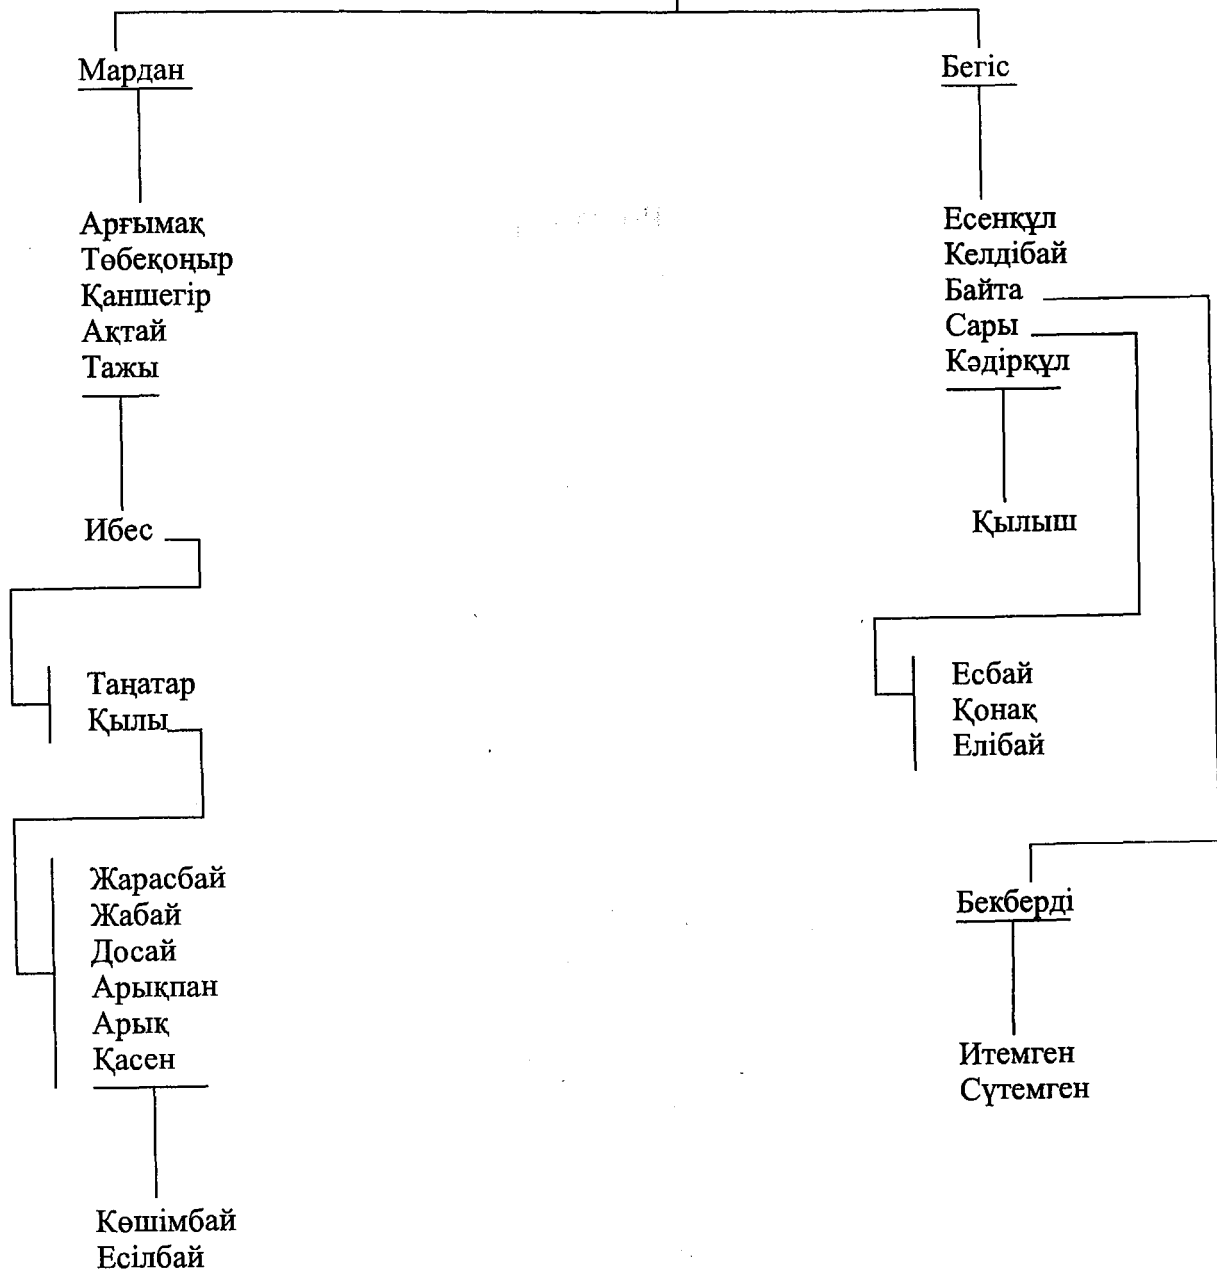 Мардан
Арғымақ
Төбеқоңыр
Қаншегір
Ақтай
Тажы
Ибес
Таңатар
Қылы
Жарасбай
Жабай
Досай
Арықпан
Арық
Қасен
Көшімбай
Есілбай
Бегіс
Есенқұл
Келдібай
Байта
Сары
Кәдірқұл
Қылыш
Есбай
Қонақ
Елібай
Бекберді
Итемген
Сүтемген